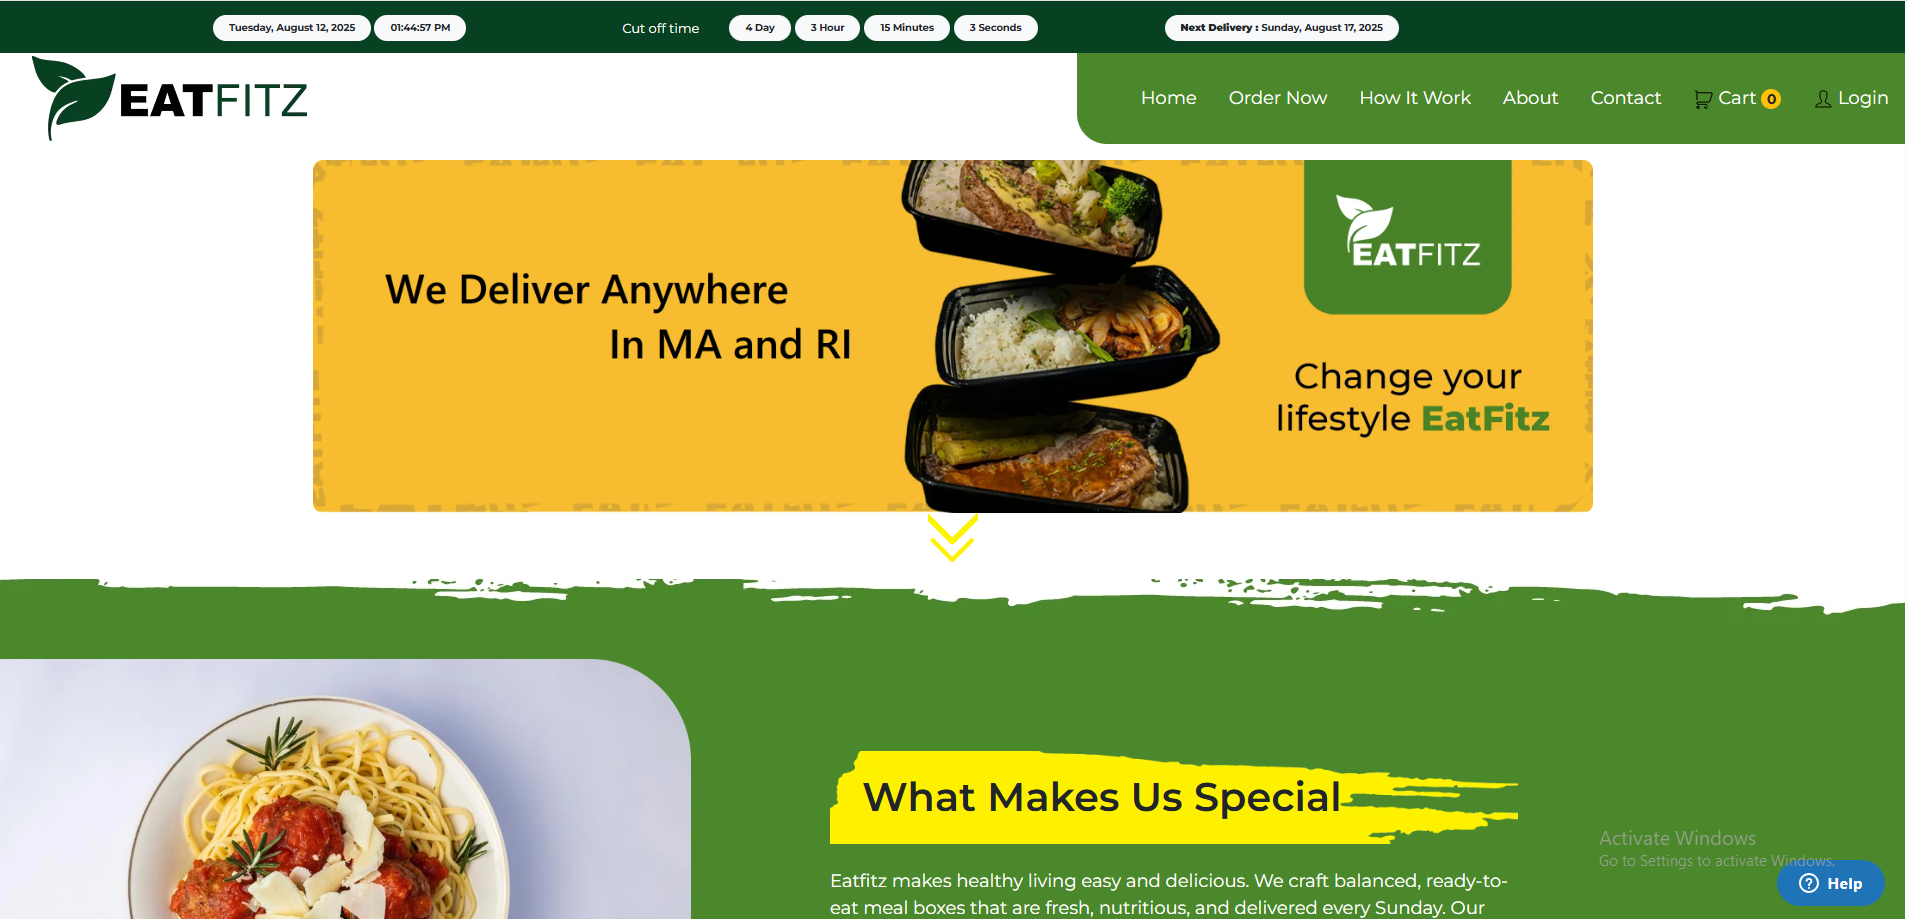 Tuesday, August 12, 2025 01:44:57 PM Cut off time 4 Day 3 Hour 15 Minutes 3 Seconds Next Delivery : Sunday, August 17, 2025
EATFITZ
Home Order Now How It Work About Contact Cart 0 Login
We Deliver Anywhere
In MA and RI
EATFITZ
Change your
lifestyle EatFitz
What Makes Us Special
Eatfitz makes healthy living easy and delicious. We craft balanced, ready-to-
eat meal boxes that are fresh, nutritious, and delivered every Sunday. Our
Activate Windows
Go to Settings to activate Windows.
Help